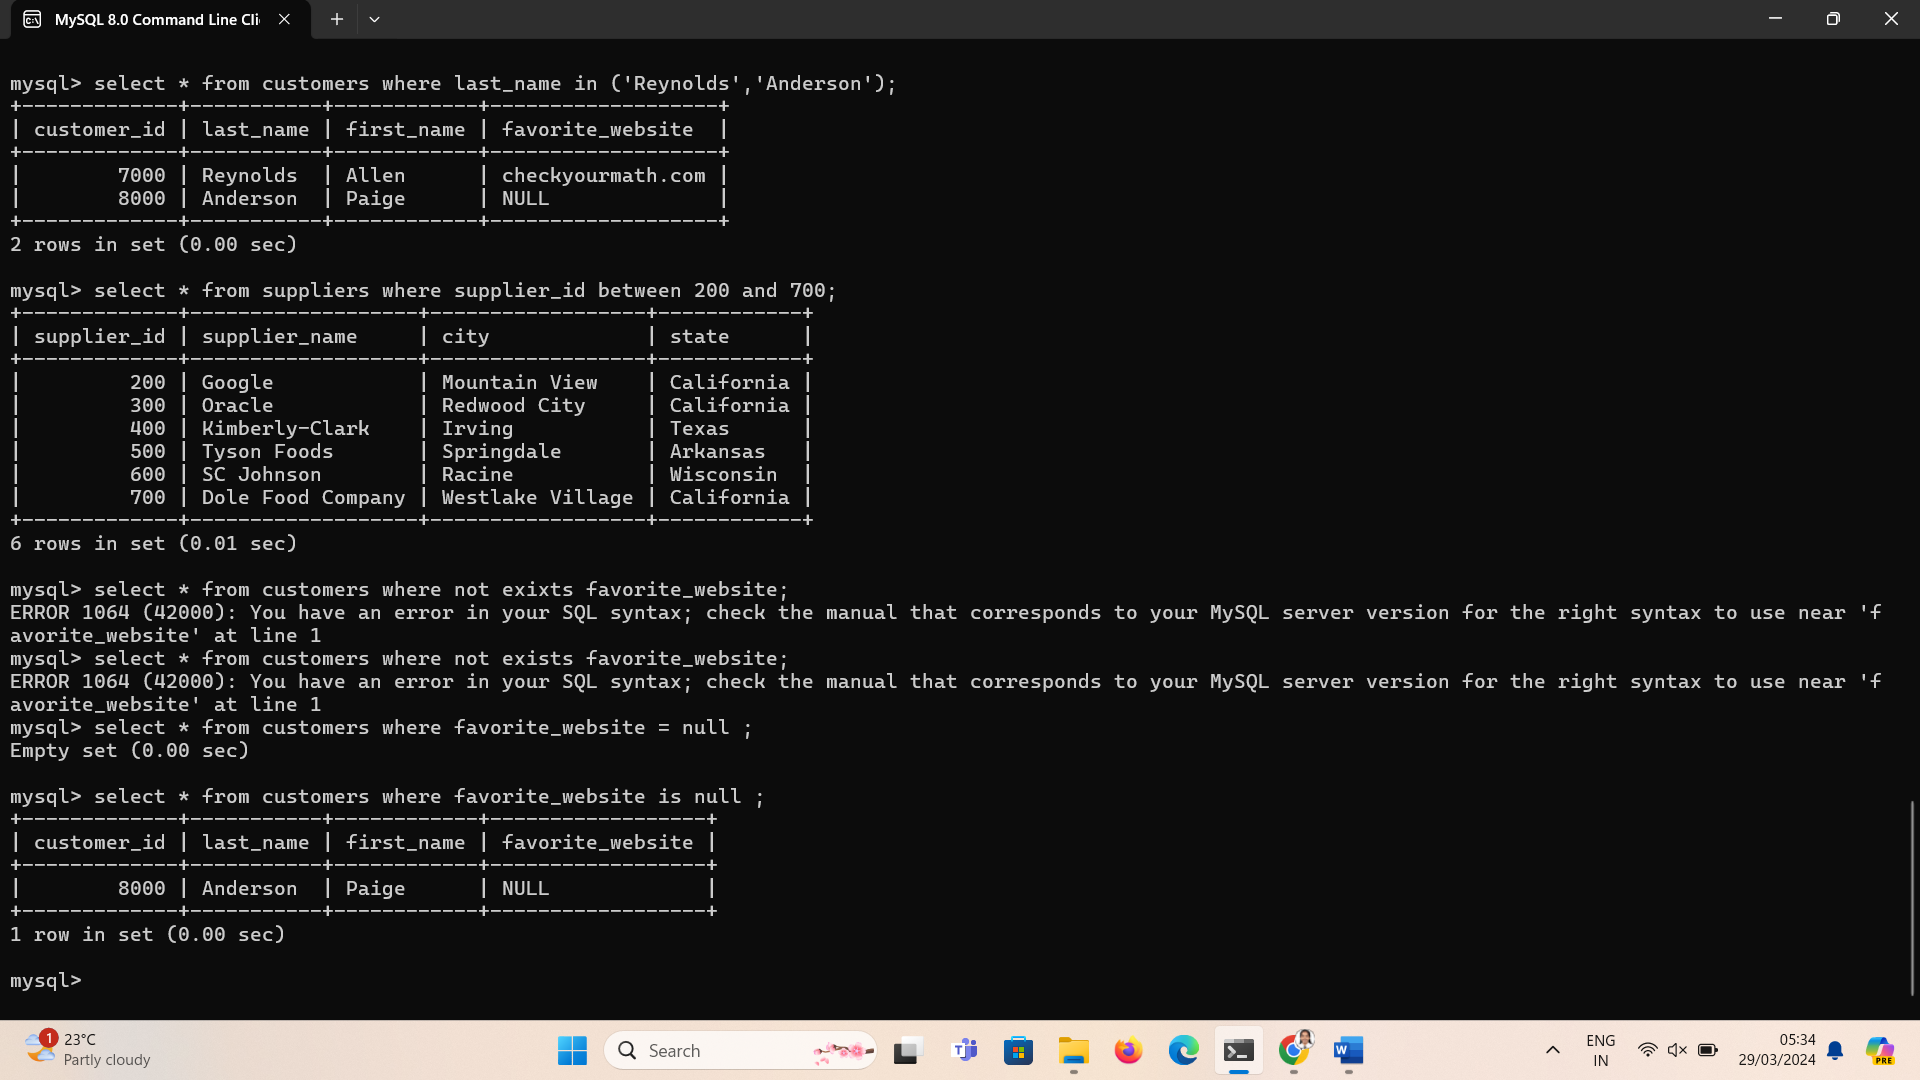 MySQL 8.0 Command Line Cli
mysql> select * from customers where last_name in ('Reynolds','Anderson');
+-------------+-----------+------------+-------------------+
| customer_id | last_name | first_name | favorite_website  |
+-------------+-----------+------------+-------------------+
|        7000 | Reynolds  | Allen      | checkyourmath.com |
|        8000 | Anderson  | Paige      | NULL              |
+-------------+-----------+------------+-------------------+
2 rows in set (0.00 sec)
mysql> select * from suppliers where supplier_id between 200 and 700;
+-------------+-------------------+------------------+------------+
| supplier_id | supplier_name     | city             | state      |
+-------------+-------------------+------------------+------------+
|         200 | Google            | Mountain View    | California |
|         300 | Oracle            | Redwood City     | California |
|         400 | Kimberly-Clark    | Irving           | Texas      |
|         500 | Tyson Foods       | Springdale       | Arkansas   |
|         600 | SC Johnson        | Racine           | Wisconsin  |
|         700 | Dole Food Company | Westlake Village | California |
+-------------+-------------------+------------------+------------+
6 rows in set (0.01 sec)
mysql> select * from customers where not exixts favorite_website;
ERROR 1064 (42000): You have an error in your SQL syntax; check the manual that corresponds to your MySQL server version for the right syntax to use near 'f
avorite_website' at line 1
mysql> select * from customers where not exists favorite_website;
ERROR 1064 (42000): You have an error in your SQL syntax; check the manual that corresponds to your MySQL server version for the right syntax to use near 'f
avorite_website' at line 1
mysql> select * from customers where favorite_website = null ;
Empty set (0.00 sec)
mysql> select * from customers where favorite_website is null ;
+-------------+-----------+------------+------------------+
| customer_id | last_name | first_name | favorite_website |
+-------------+-----------+------------+------------------+
|        8000 | Anderson  | Paige      | NULL             |
+-------------+-----------+------------+------------------+
1 row in set (0.00 sec)
mysql>
1
23°C
Partly cloudy
Search
ENG
IN
05:34
29/03/2024
PRE